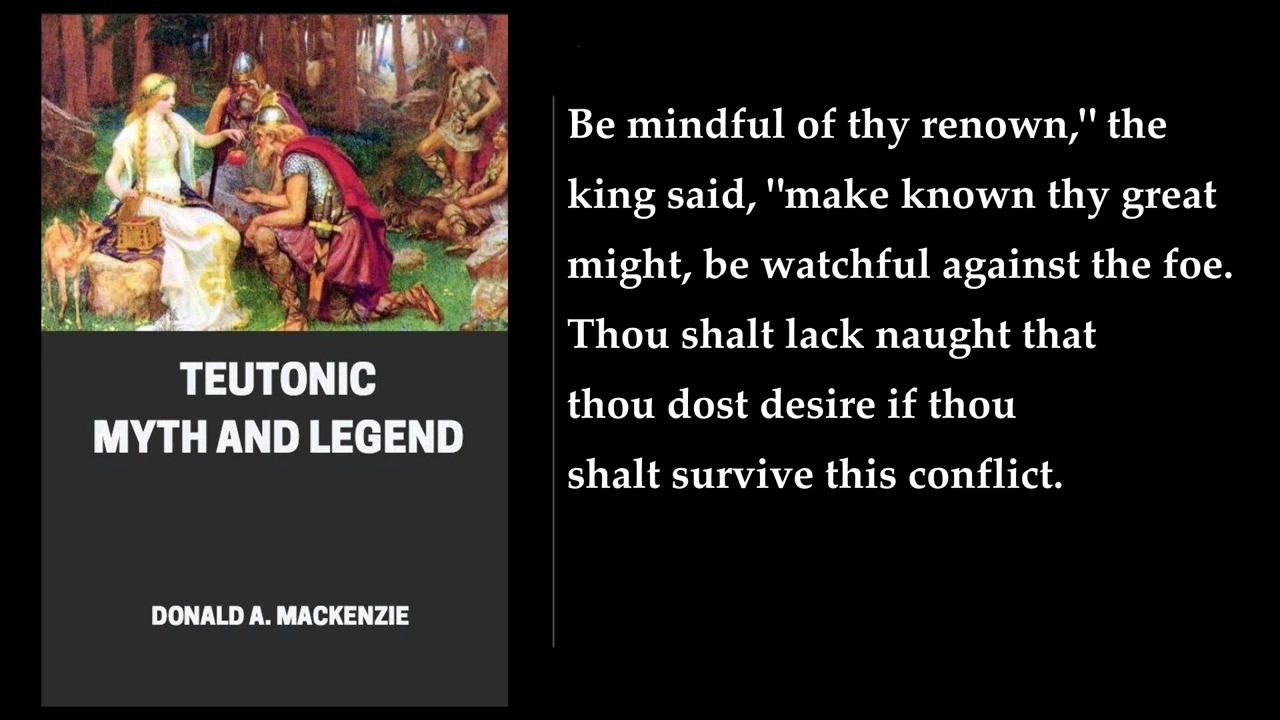 TEUTONIC
MYTH AND LEGEND
DONALD A. MACKENZIE
Be mindful of thy renown," the
king said, "make known thy great
might, be watchful against the foe.
Thou shalt lack naught that
thou dost desire if thou
shalt survive this conflict.